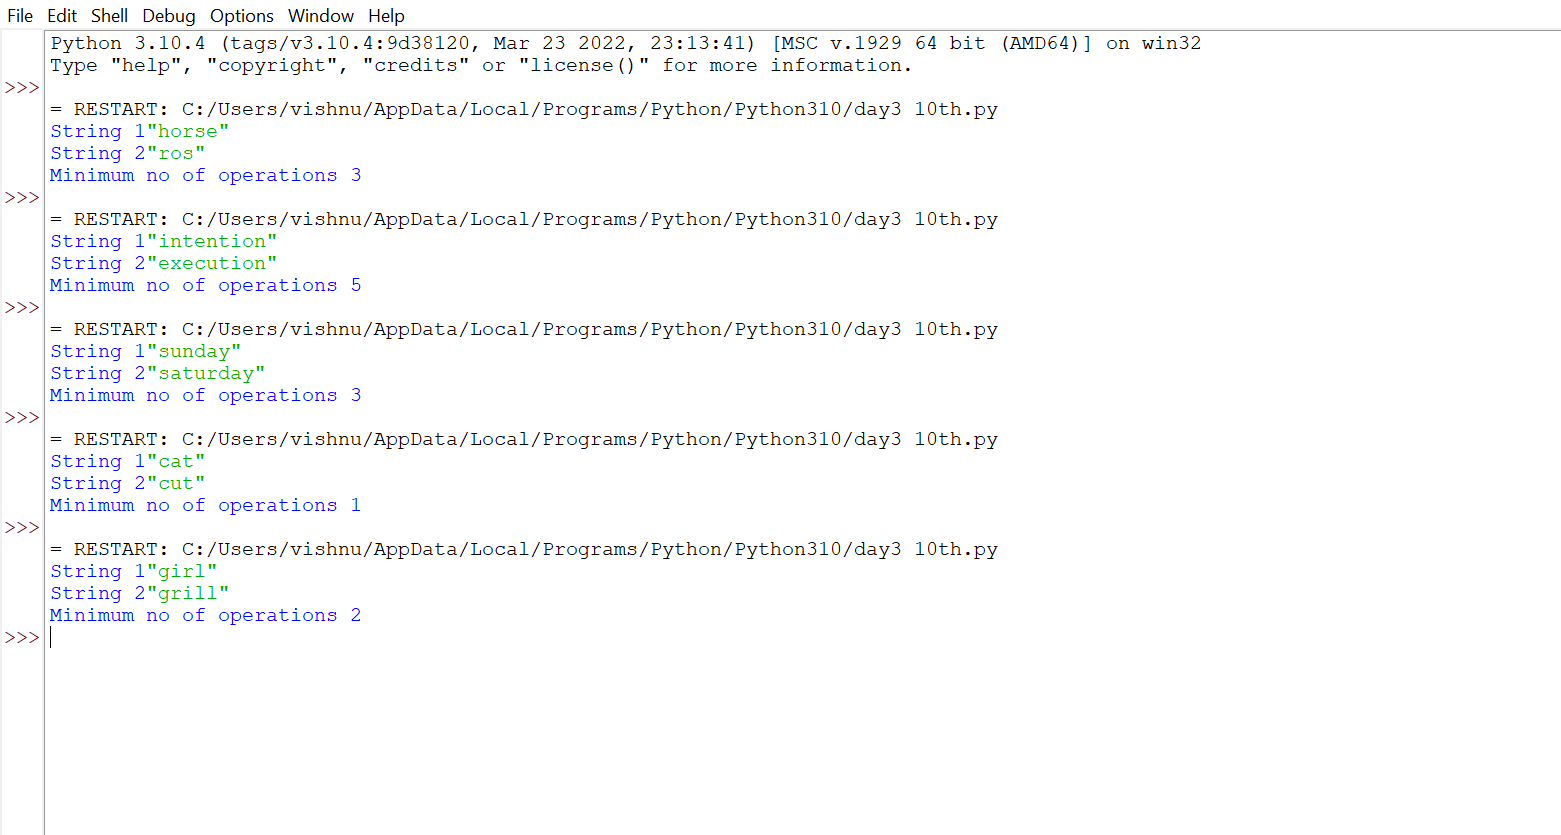 File Edit Shell Debug Options Window Help
Python 3.10.4 (tags/v3.10.4:9d38120, Mar 23 2022, 23:13:41) [MSC v.1929 64 bit (AMD64)] on win32
Type "help", "copyright", "credits" or "license()" for more information.
>>>
= RESTART: C:/Users/vishnu/AppData/Local/Programs/Python/Python310/day3 10th.py
String 1"horse"
String 2"ros"
Minimum no of operations 3
>>>
= RESTART: C:/Users/vishnu/AppData/Local/Programs/Python/Python310/day3 10th.py
String 1"intention"
String 2"execution"
Minimum no of operations 5
>>>
= RESTART: C:/Users/vishnu/AppData/Local/Programs/Python/Python310/day3 10th.py
String 1"sunday"
String 2"saturday"
Minimum no of operations 3
>>>
= RESTART: C:/Users/vishnu/AppData/Local/Programs/Python/Python310/day3 10th.py
String 1"cat"
String 2"cut"
Minimum no of operations 1
>>>
= RESTART: C:/Users/vishnu/AppData/Local/Programs/Python/Python310/day3 10th.py
String 1"girl"
String 2"grill"
Minimum no of operations 2
>>>